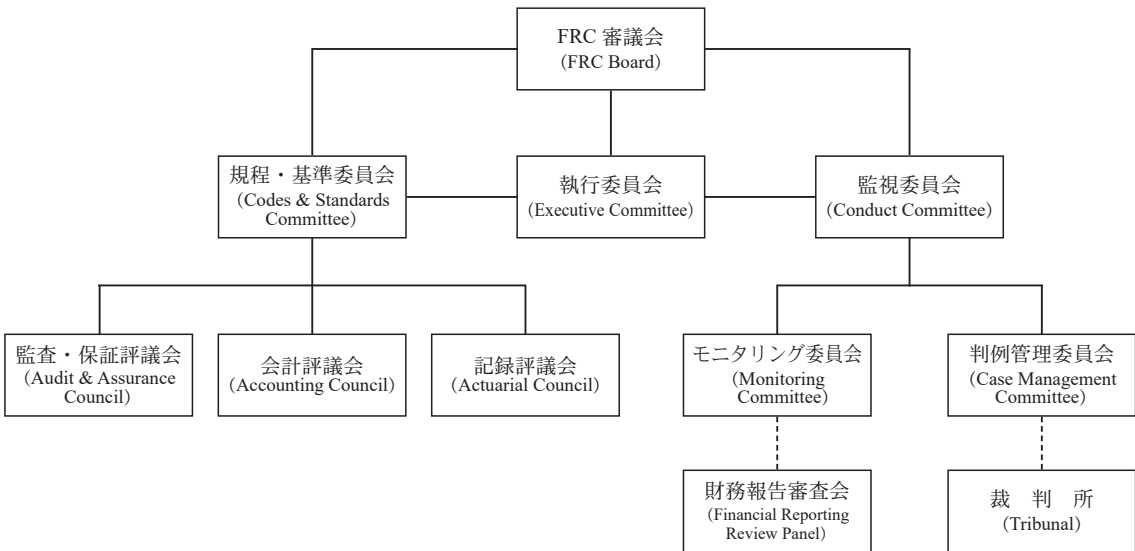 FRC 審議会
(FRC Board)
規程・基準委員会
(Codes & Standards
Committee)
執行委員会
(Executive Committee)
監視委員会
(Conduct Committee)
監査・保証評議会
(Audit & Assurance
Council)
会計評議会
(Accounting Council)
記録評議会
(Actuarial Council)
モニタリング委員会
(Monitoring
Committee)
判例管理委員会
(Case Management
Committee)
財務報告審査会
(Financial Reporting
Review Panel)
裁　判　所
(Tribunal)